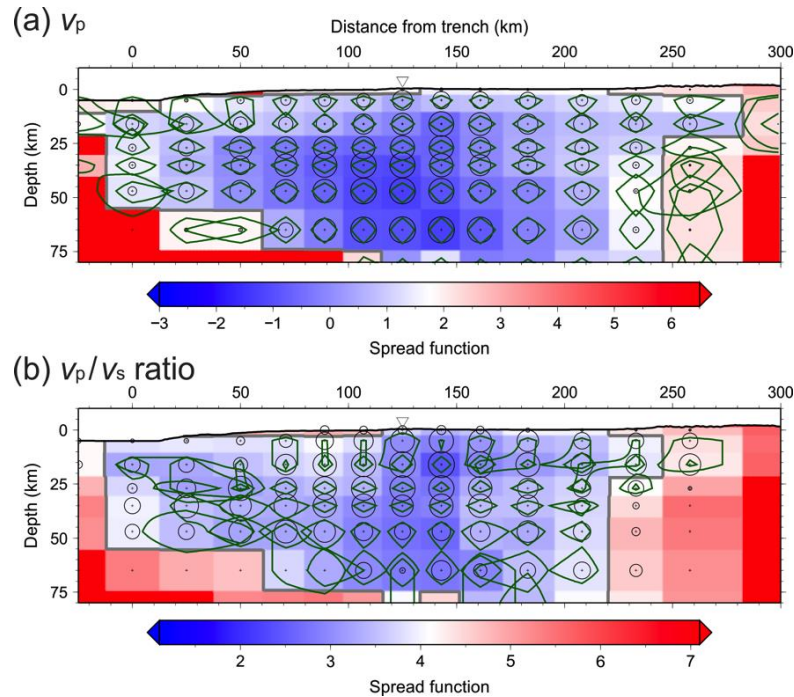 (a) vp
Distance from trench (km)
0 50 100 150 200 250 300
0
25
50
75
Depth (km)
−3 −2 −1 0 1 2 3 4 5 6
Spread function
(b) vp/vs ratio
0 50 100 150 200 250 300
0
25
50
75
Depth (km)
2 3 4 5 6 7
Spread function